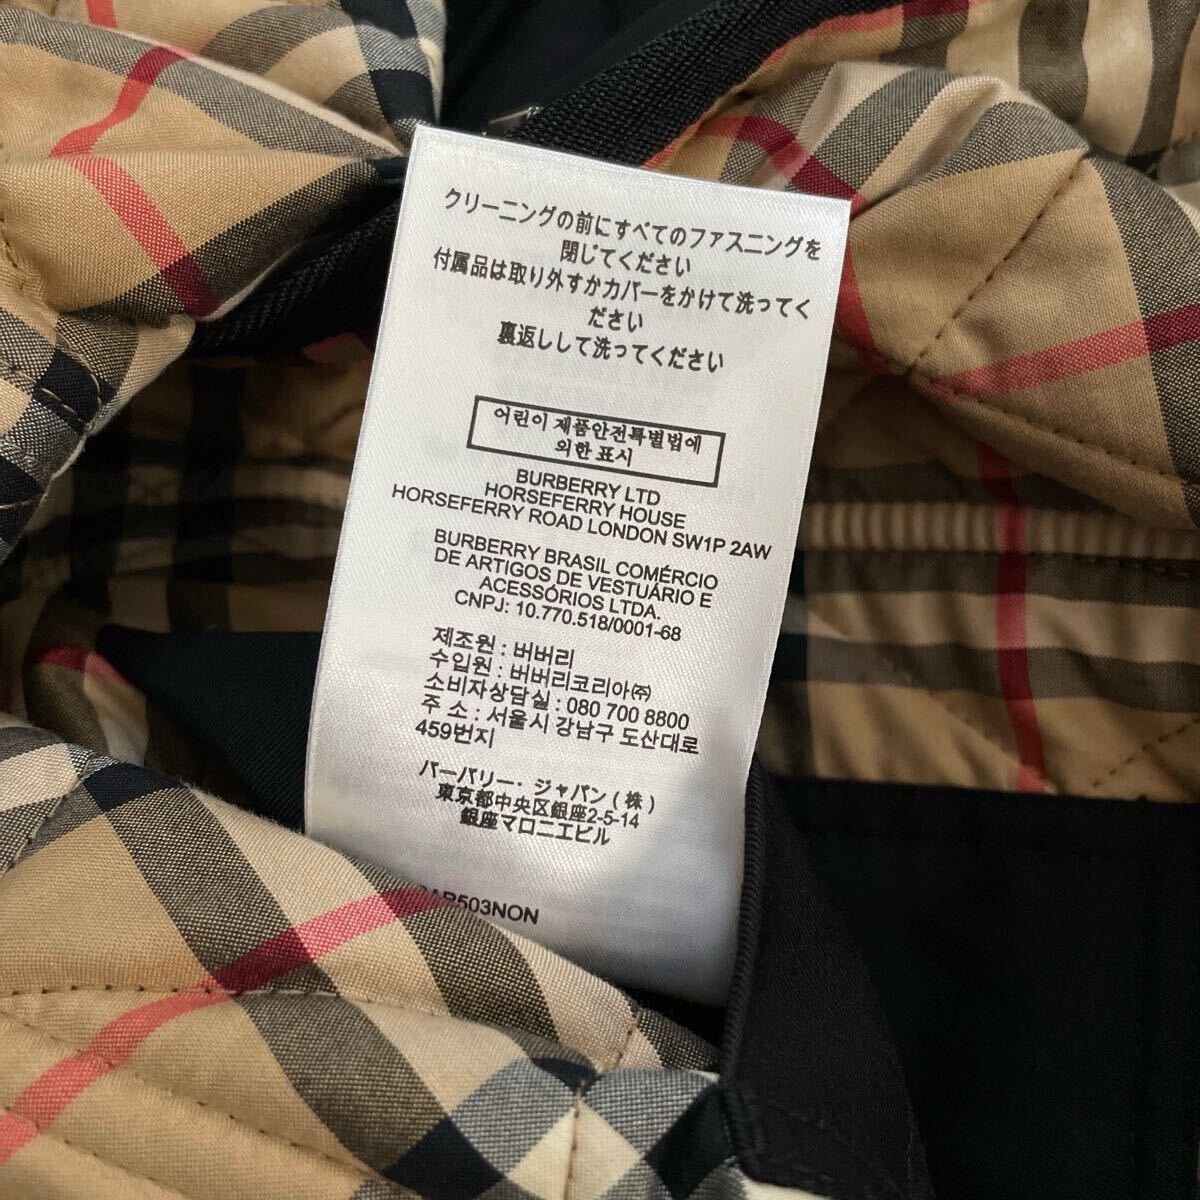 クリーニングの前にすべてのファスニングを
閉じてください
付属品は取り外すかカバーをかけて洗ってく
ださい
裏返しして洗ってください
어린이 제품안전특별법에
의한 표시
BURBERRY LTD
HORSEFERRY HOUSE
HORSEFERRY ROAD LONDON SW1P 2AW
BURBERRY BRASIL COMÉRCIO
DE ARTIGOS DE VESTUÁRIO E
ACESSÓRIOS LTDA.
CNPJ: 10.770.518/0001-68
제조원 : 버버리
수입원 : 버버리코리아㈜
소비자상담실 : 080 700 8800
주 소 : 서울시 강남구 도산대로
459번지
バーバリー・ジャパン (株)
東京都中央区銀座2-5-14
銀座マロニエビル